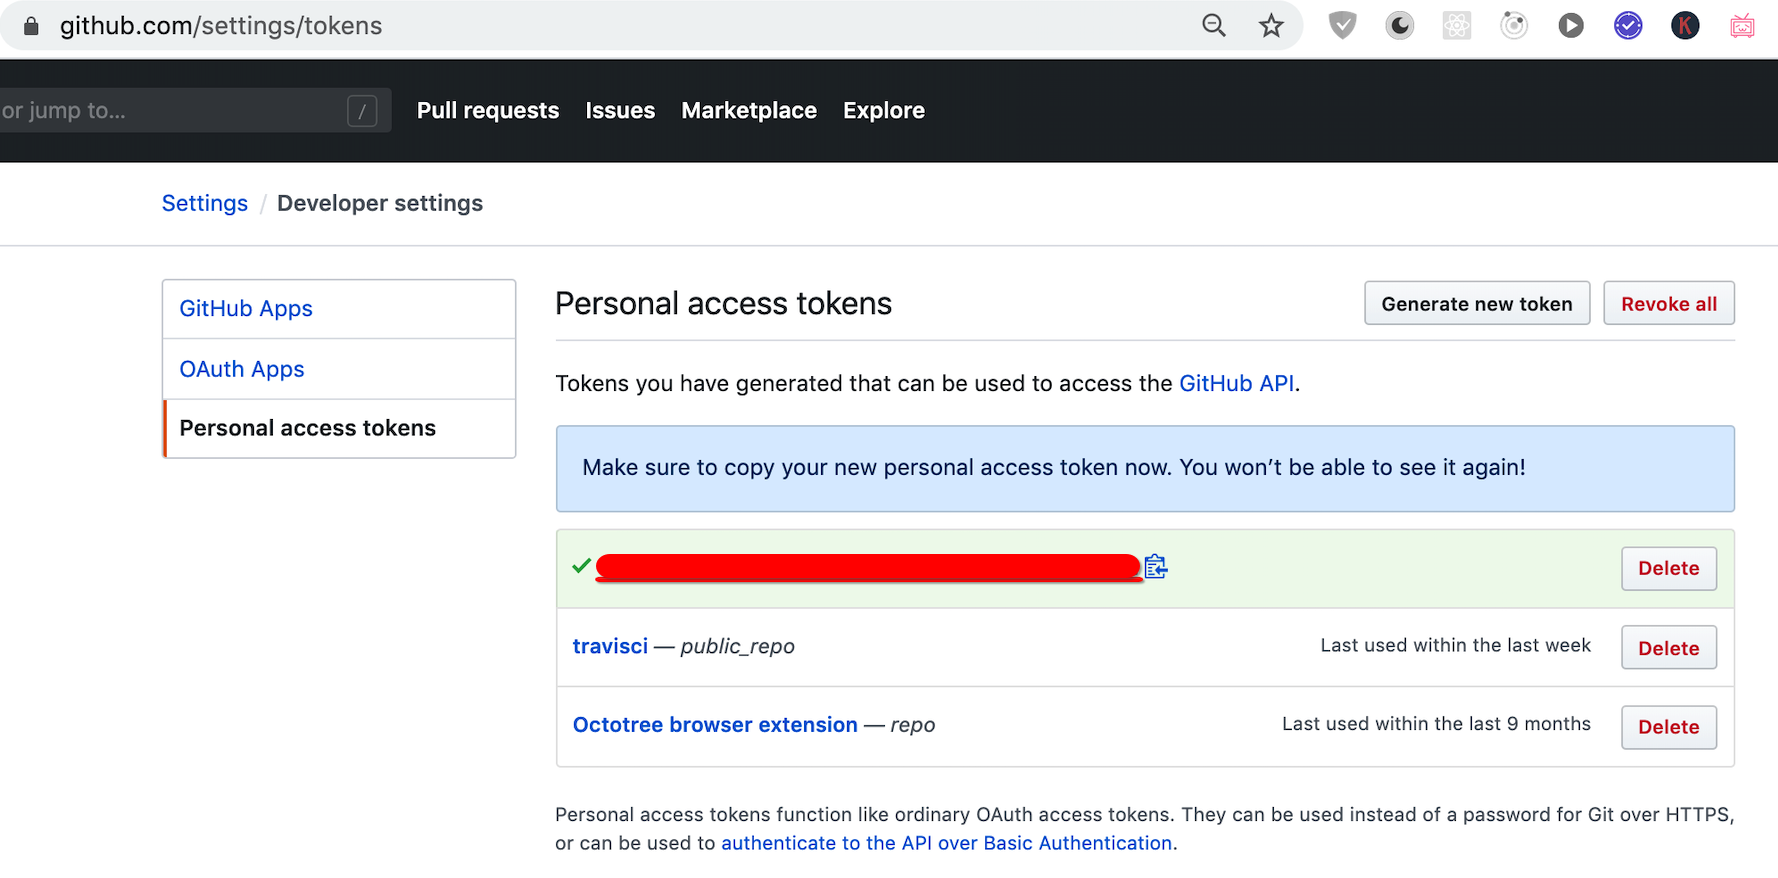 github.com/settings/tokens
K
or jump to...
/
Pull requests Issues Marketplace Explore
Settings / Developer settings
GitHub Apps
OAuth Apps
Personal access tokens
Personal access tokens
Generate new token
Revoke all
Tokens you have generated that can be used to access the GitHub API.
Make sure to copy your new personal access token now. You won’t be able to see it again!
Delete
travisci — public_repo
Last used within the last week
Delete
Octotree browser extension — repo
Last used within the last 9 months
Delete
Personal access tokens function like ordinary OAuth access tokens. They can be used instead of a password for Git over HTTPS,
or can be used to authenticate to the API over Basic Authentication.